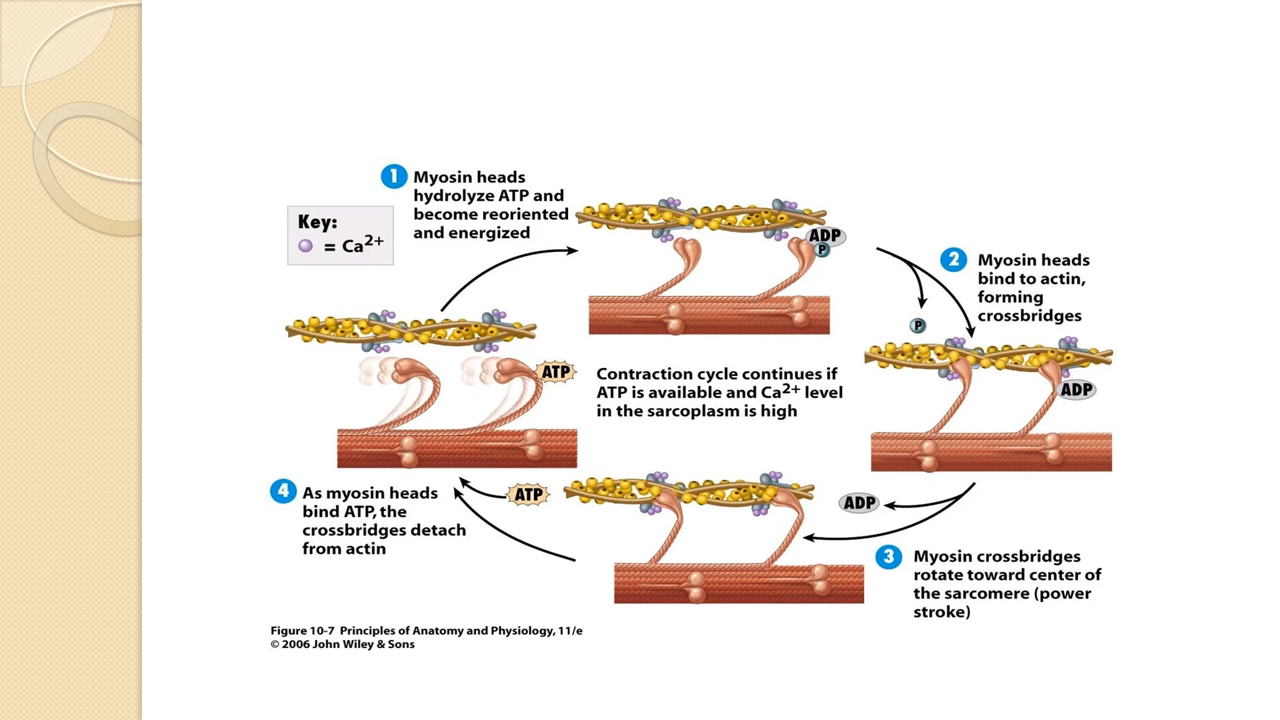 1 Myosin heads
hydrolyze ATP and
become reoriented
and energized
Key:
= Ca2+
ADP
P
2 Myosin heads
bind to actin,
forming
crossbridges
P
ATP
Contraction cycle continues if
ATP is available and Ca2+ level
in the sarcoplasm is high
ADP
4 As myosin heads
bind ATP, the
crossbridges detach
from actin
ATP
ADP
3 Myosin crossbridges
rotate toward center of
the sarcomere (power
stroke)
Figure 10-7 Principles of Anatomy and Physiology, 11/e
© 2006 John Wiley & Sons